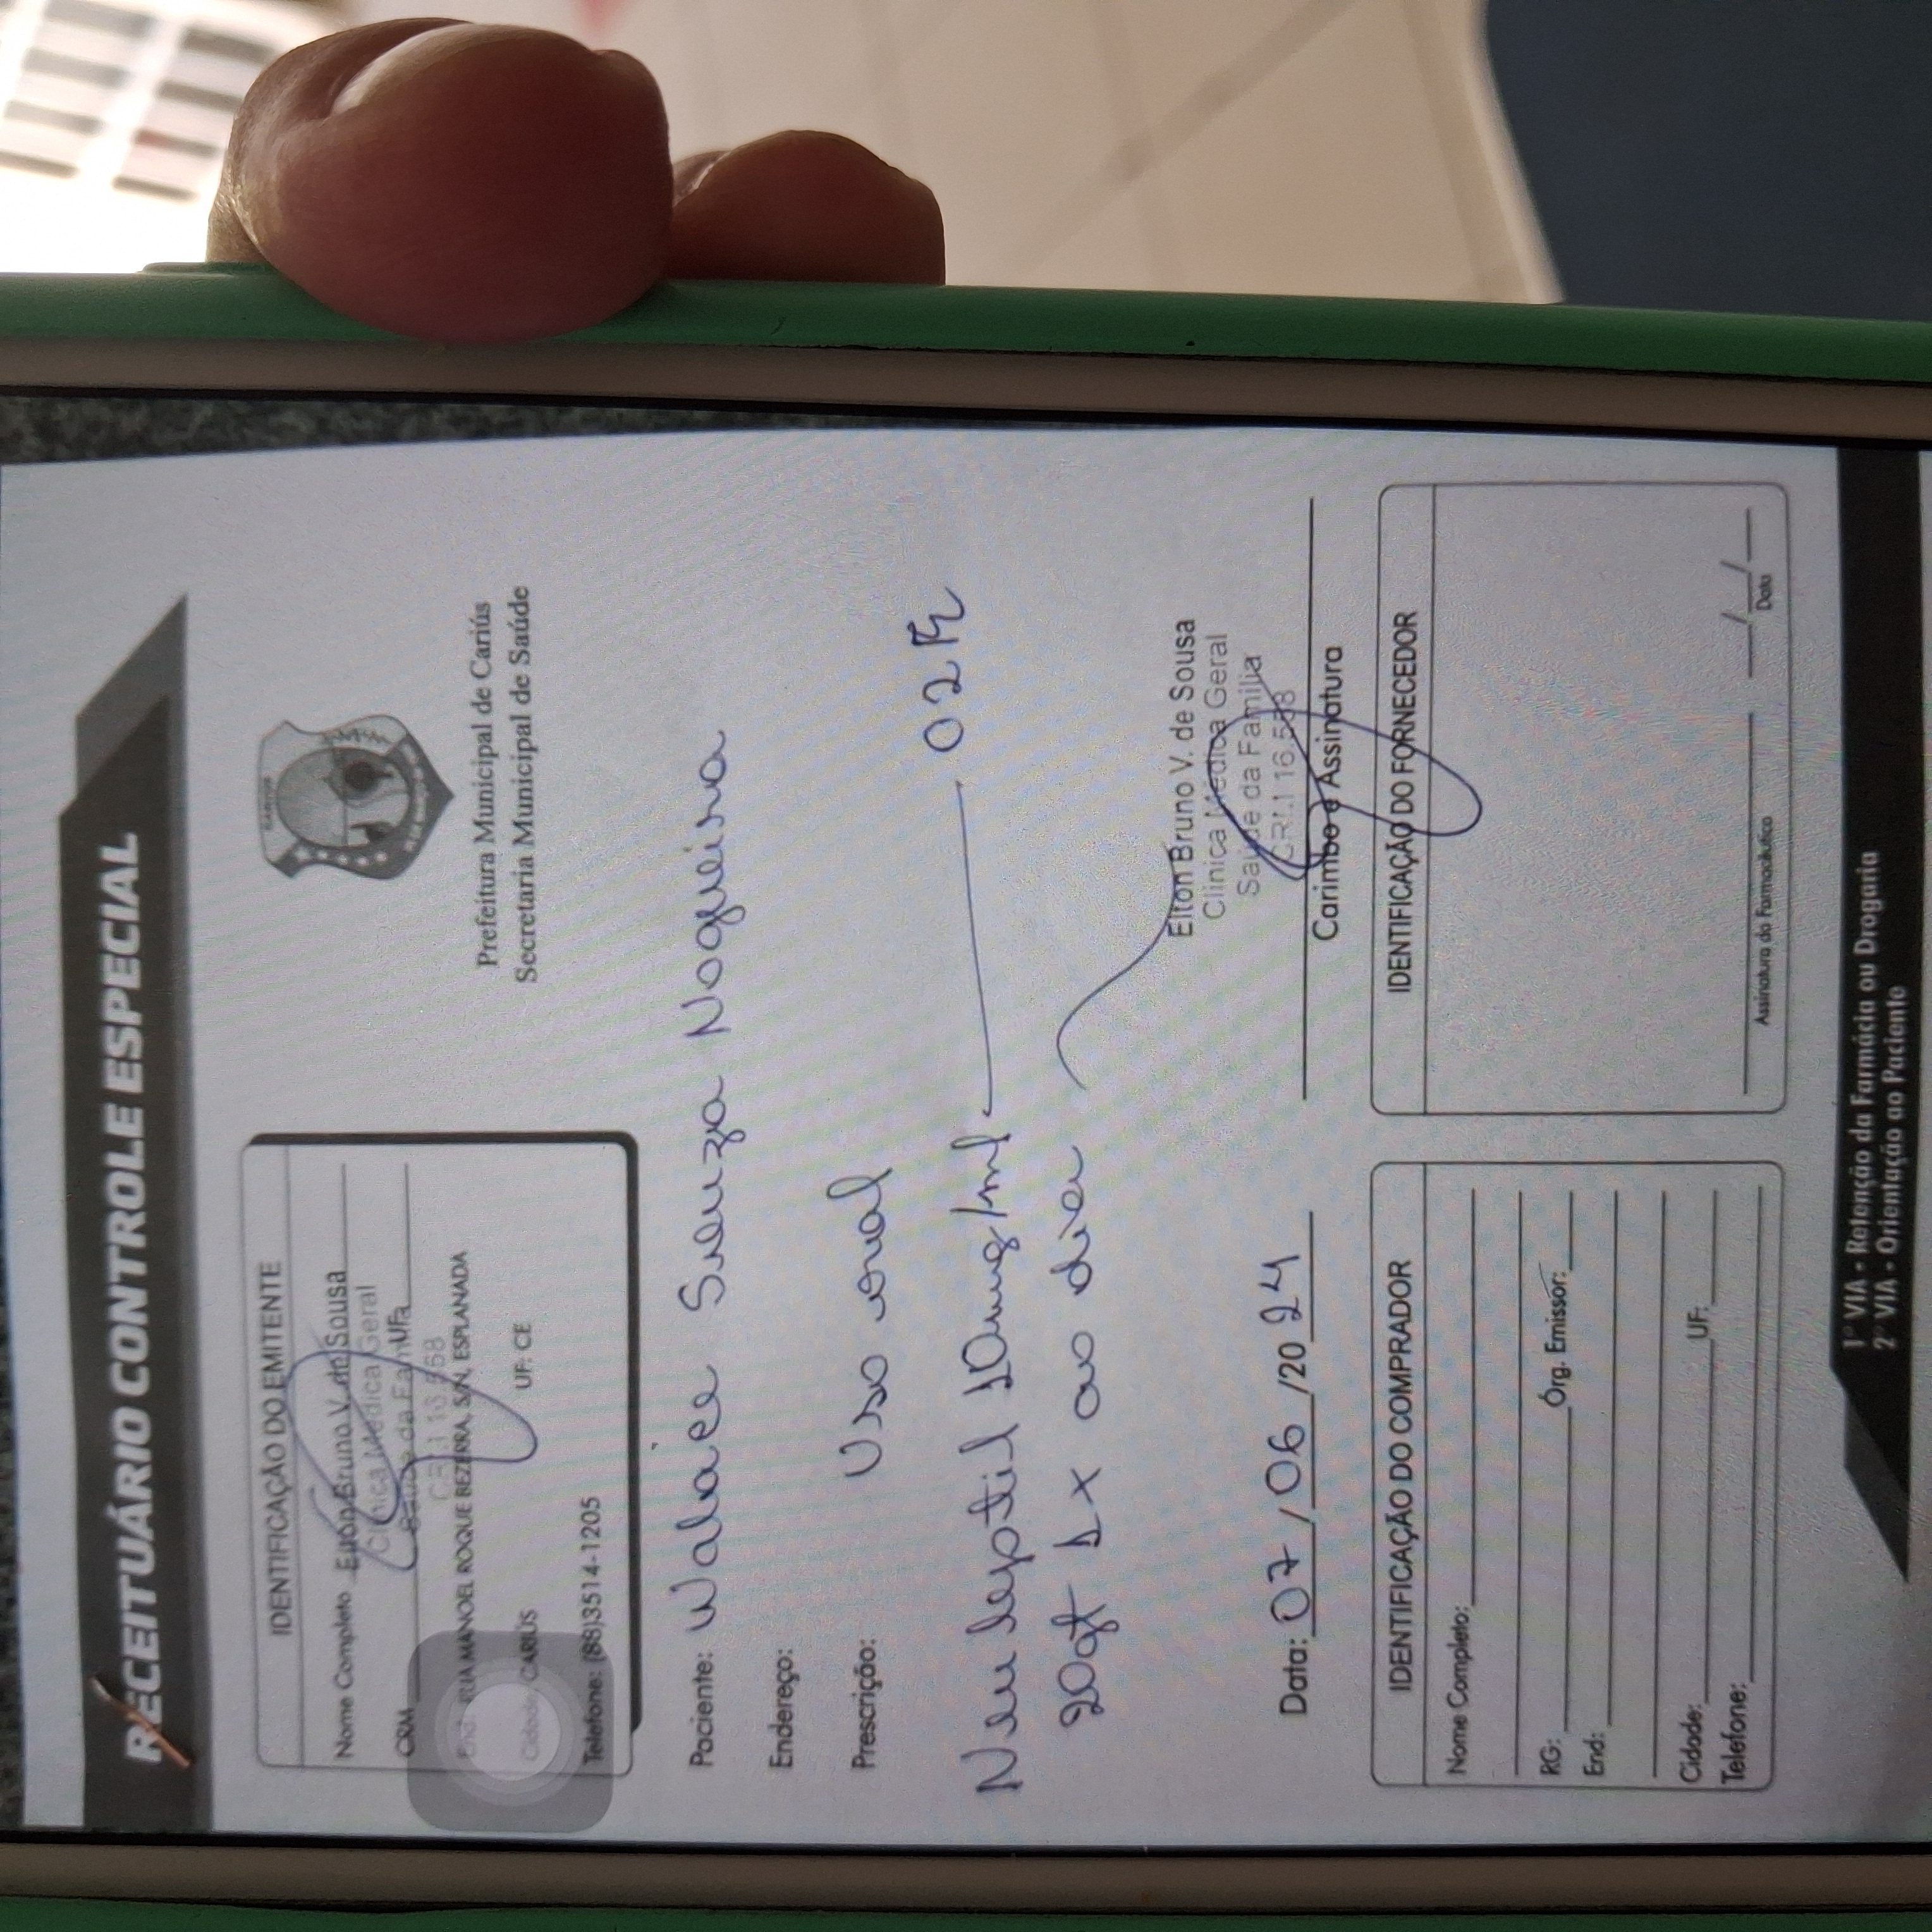 RECEITUÁRIO CONTROLE ESPECIAL
IDENTIFICAÇÃO DO EMITENTE
Nome Completo Elton Bruno V. de Sousa
Clinica Médica Geral
CRM Saúde da Familia UF
CRM 16.558
End: RUA MANOEL ROQUE BEZERRA, S/N, ESPLANADA
Cidade: CARIÚS UF: CE
Telefone: (88)3514-1205
CARIÚS
Prefeitura Municipal de Cariús
Secretaria Municipal de Saúde
Paciente: Walace Souza Nogueira
Endereço:
Prescrição: Uso oral
Neuleptil 10mg/ml 02
20gt 1x ao dia
Elton Bruno V. de Sousa
Clinica Médica Geral
Saúde da Familia
CRM 16.558
Data: 07/06/2024
Carimbo e Assinatura
IDENTIFICAÇÃO DO COMPRADOR
Nome Completo:
RG: Órg. Emissor:
End:
Cidade: UF:
Telefone:
IDENTIFICAÇÃO DO FORNECEDOR
Assinatura do Farmacêutico
/ /
Data
1ª VIA - Retenção da Farmácia ou Drogaria
2ª VIA - Orientação ao Paciente